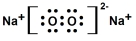 Na+ [ :O:O: ]2- Na+